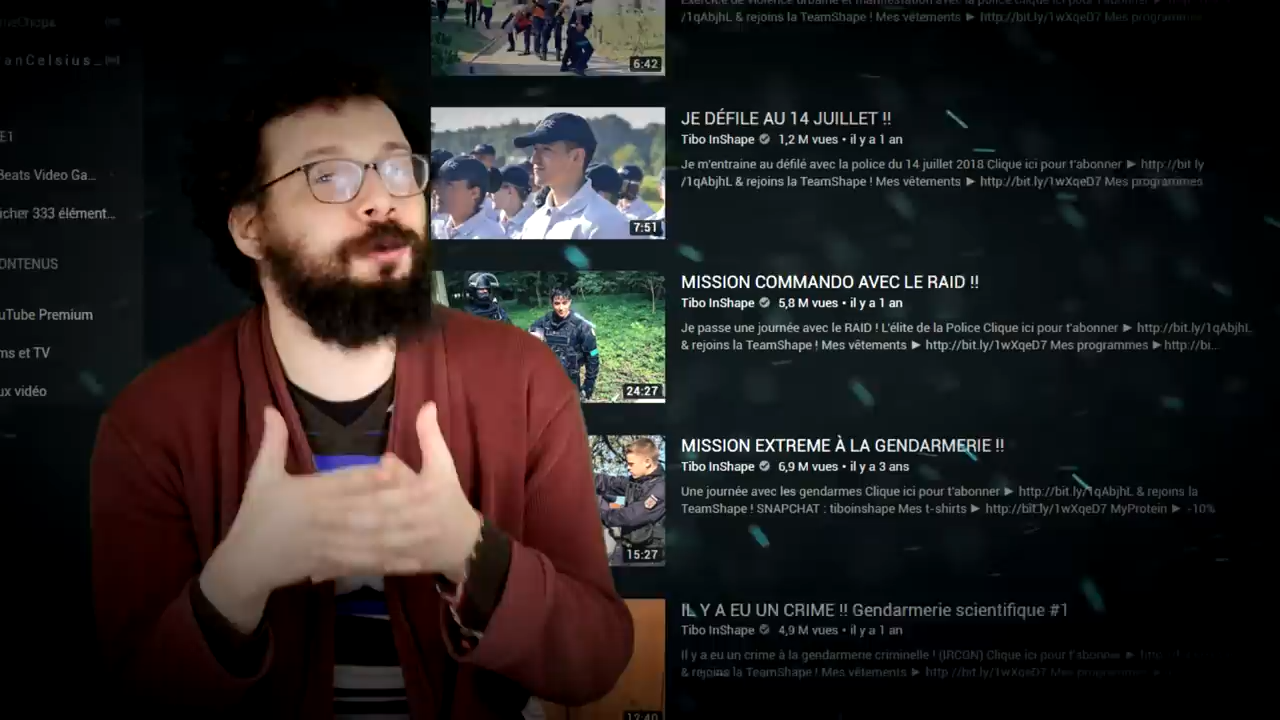 Exercice de violence urbaine et manifestation avec la police Clique ici pour t'abonner ►
/1qAbjhL & rejoins la TeamShape ! Mes vêtements ► http://bit.ly/1wXqeD7 Mes programmes
6:42
anCelsius_
E1
Beats Video Ga...
icher 333 élément...
ONTENUS
uTube Premium
ms et TV
ux vidéo
JE DÉFILE AU 14 JUILLET !!
Tibo InShape 1,2 M vues • il y a 1 an
Je m'entraine au défilé avec la police du 14 juillet 2018 Clique ici pour t'abonner ► http://bit.ly
/1qAbjhL & rejoins la TeamShape ! Mes vêtements ► http://bit.ly/1wXqeD7 Mes programmes
7:51
MISSION COMMANDO AVEC LE RAID !!
Tibo InShape 5,8 M vues • il y a 1 an
Je passe une journée avec le RAID ! L'élite de la Police Clique ici pour t'abonner ► http://bit.ly/1qAbjhL
& rejoins la TeamShape ! Mes vêtements ► http://bit.ly/1wXqeD7 Mes programmes ►http://bi...
24:27
MISSION EXTREME À LA GENDARMERIE !!
Tibo InShape 6,9 M vues • il y a 3 ans
Une journée avec les gendarmes Clique ici pour t'abonner ► http://bit.ly/1qAbjhL & rejoins la
TeamShape ! SNAPCHAT : tiboinshape Mes t-shirts ► http://bit.ly/1wXqeD7 MyProtein ► -10%
15:27
IL Y A EU UN CRIME !! Gendarmerie scientifique #1
Tibo InShape 4,9 M vues • il y a 1 an
Il y a eu un crime à la gendarmerie criminelle ! (IRCGN) Clique ici pour t'abonner ►
& rejoins la TeamShape ! Mes vêtements ► http://bit.ly/1wXqeD7 Mes programmes
12:40